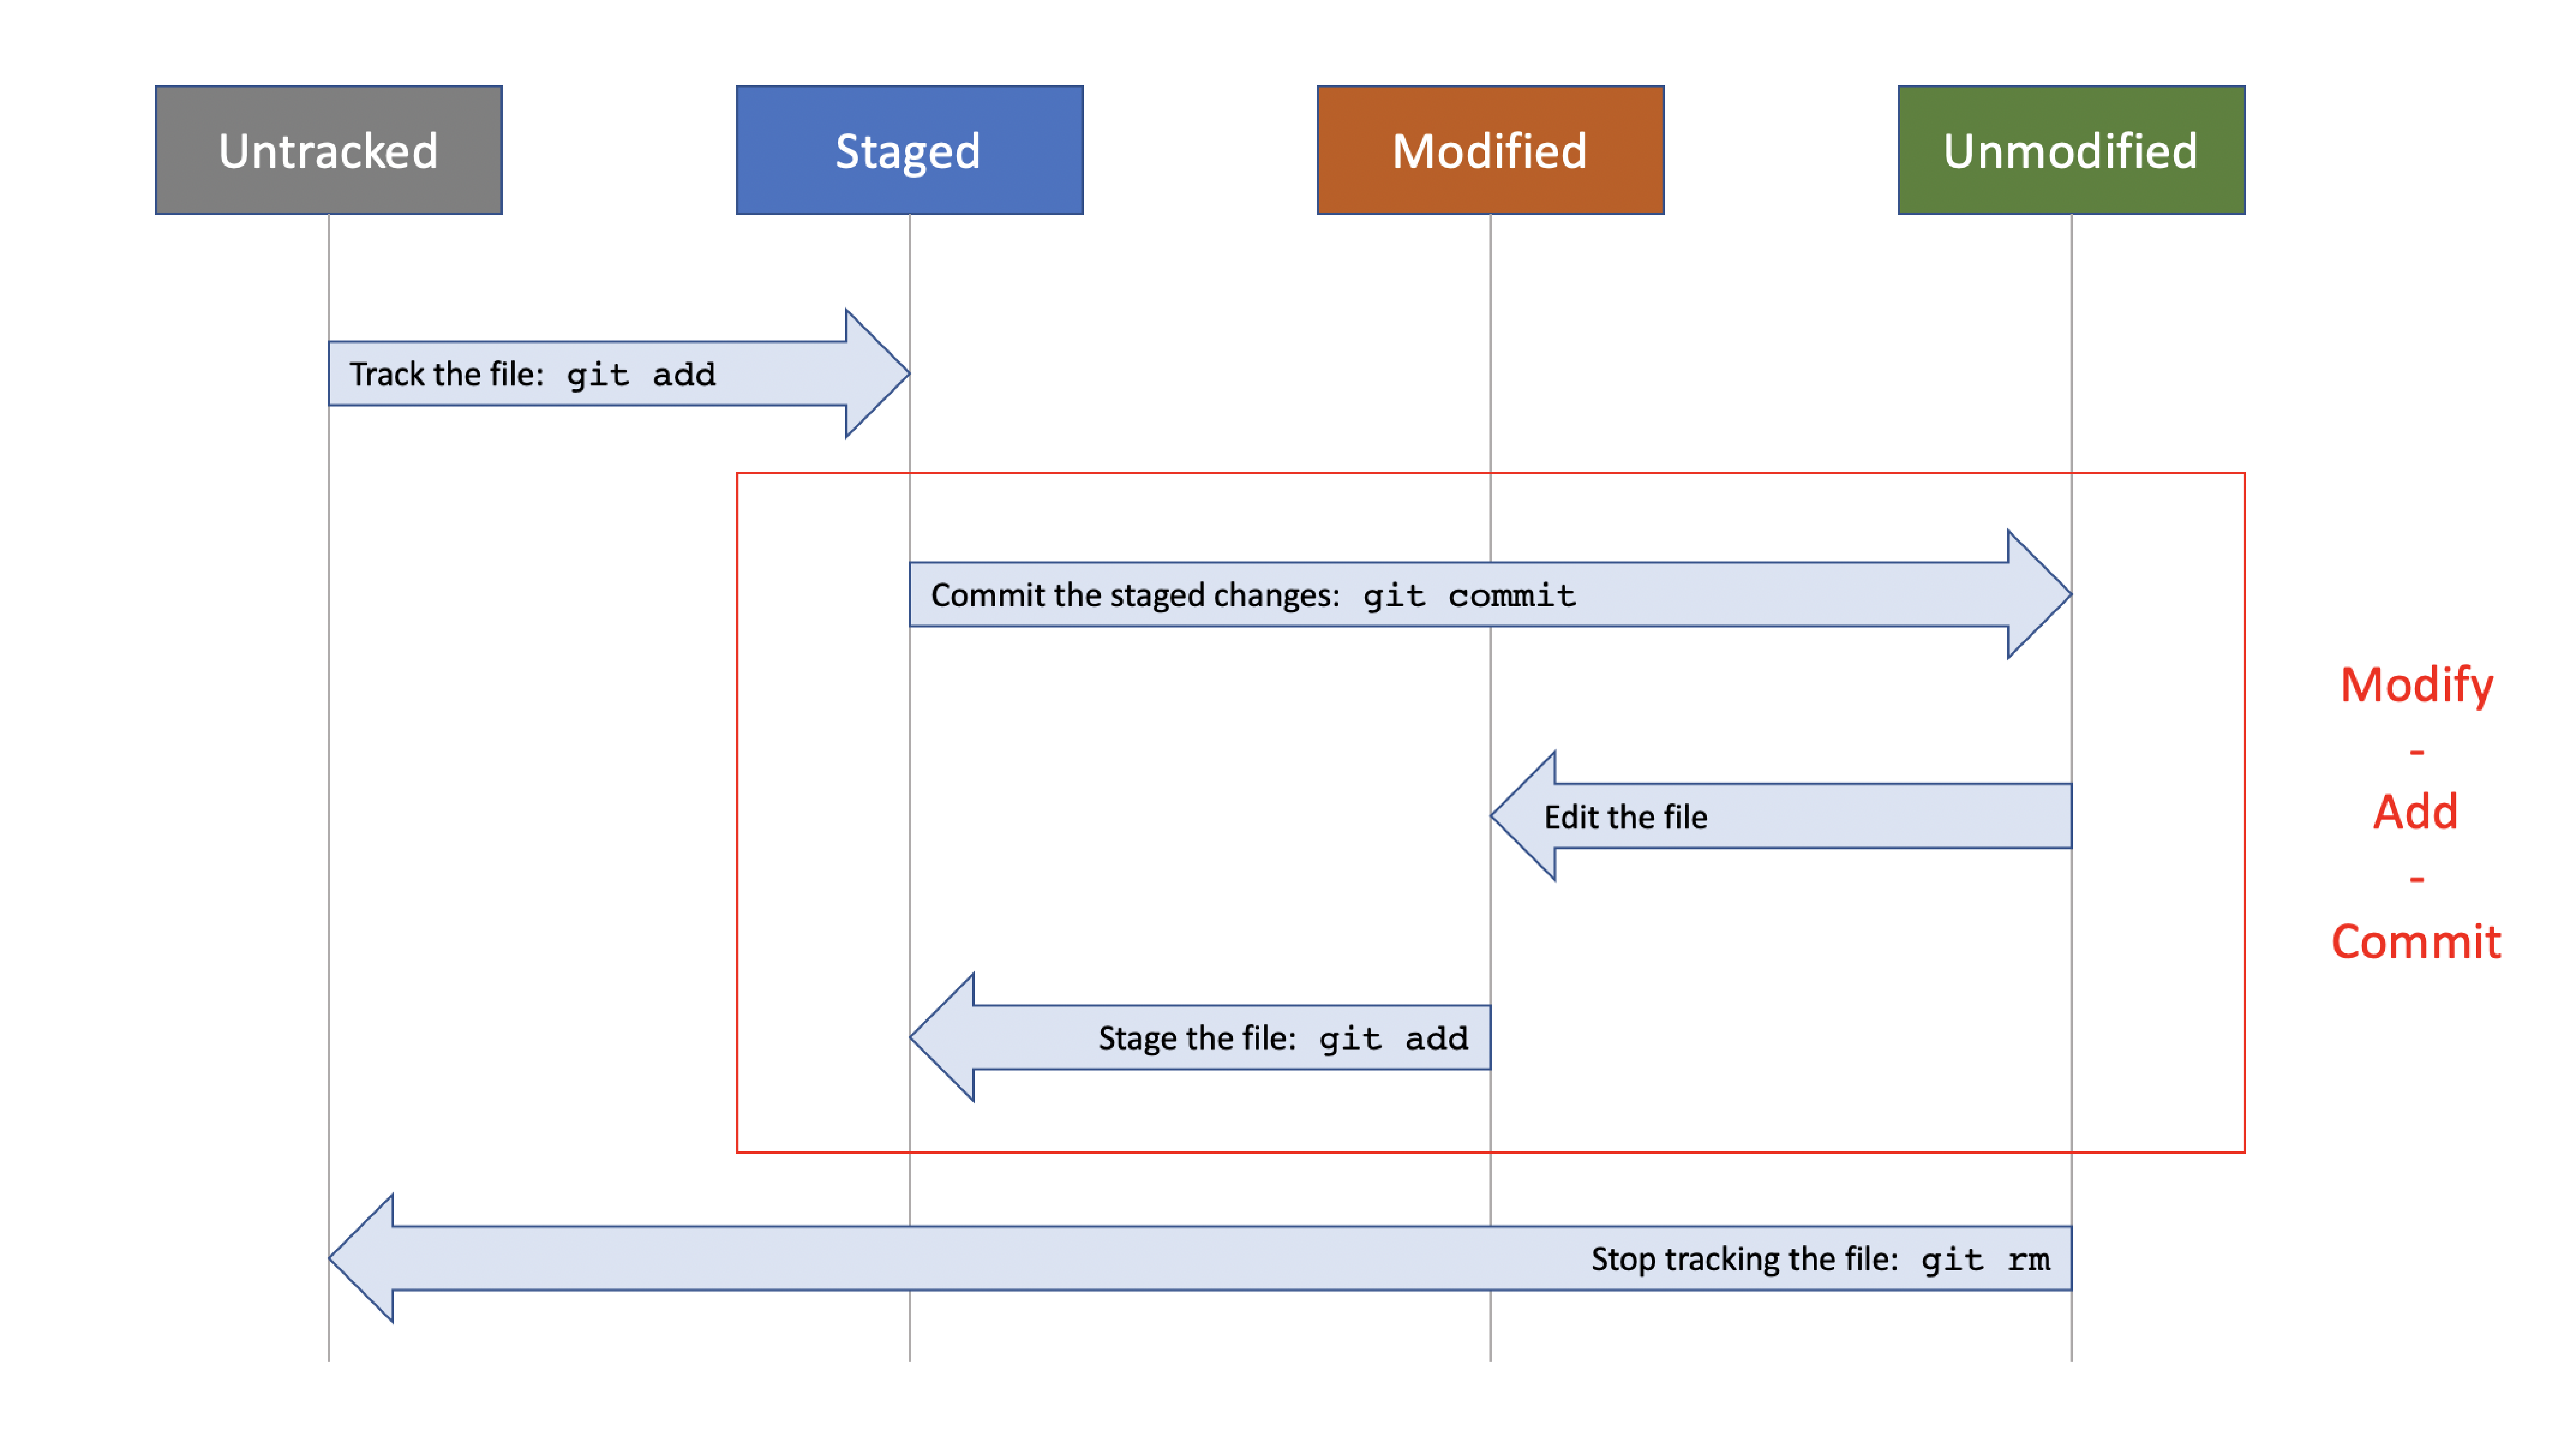 Untracked
Staged
Modified
Unmodified
Track the file: git add
Commit the staged changes: git commit
Edit the file
Stage the file: git add
Stop tracking the file: git rm
Modify
-
Add
-
Commit